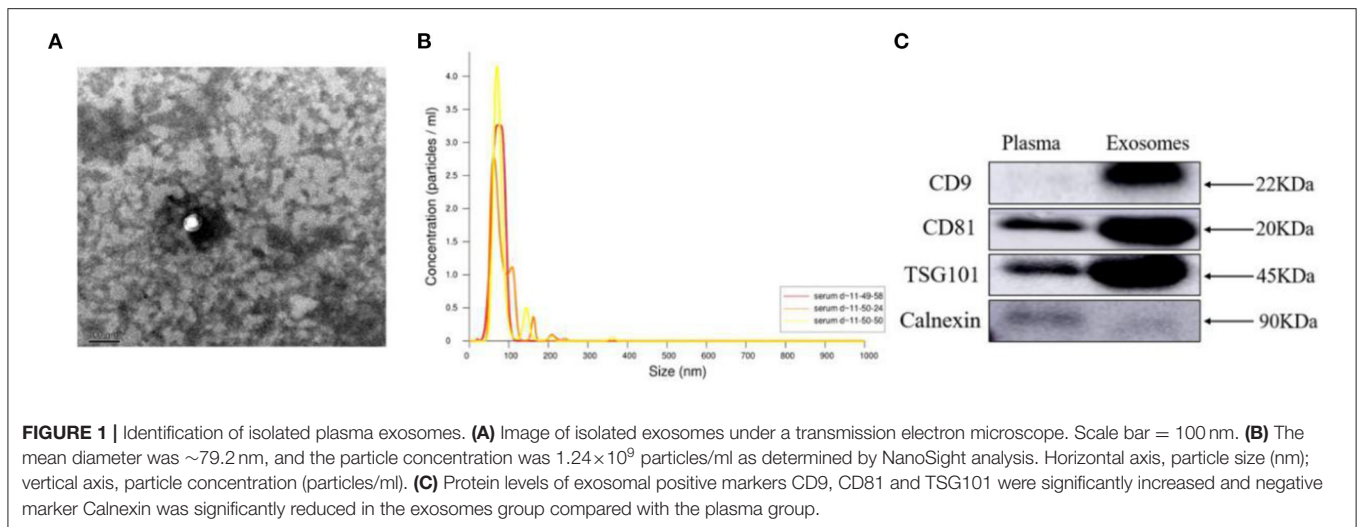 A
B
C
Concentration (particles / ml)
4.0
3.5
3.0
2.5
2.0
1.5
1.0
0.5
0
serum d-11-49-58
serum d-11-50-24
serum d-11-50-50
0 100 200 300 400 500 600 700 800 900 1000
Size (nm)
Plasma Exosomes
CD9 22KDa
CD81 20KDa
TSG101 45KDa
Calnexin 90KDa
FIGURE 1 | Identification of isolated plasma exosomes. (A) Image of isolated exosomes under a transmission electron microscope. Scale bar = 100 nm. (B) The
mean diameter was ~79.2 nm, and the particle concentration was 1.24×10⁹ particles/ml as determined by NanoSight analysis. Horizontal axis, particle size (nm);
vertical axis, particle concentration (particles/ml). (C) Protein levels of exosomal positive markers CD9, CD81 and TSG101 were significantly increased and negative
marker Calnexin was significantly reduced in the exosomes group compared with the plasma group.